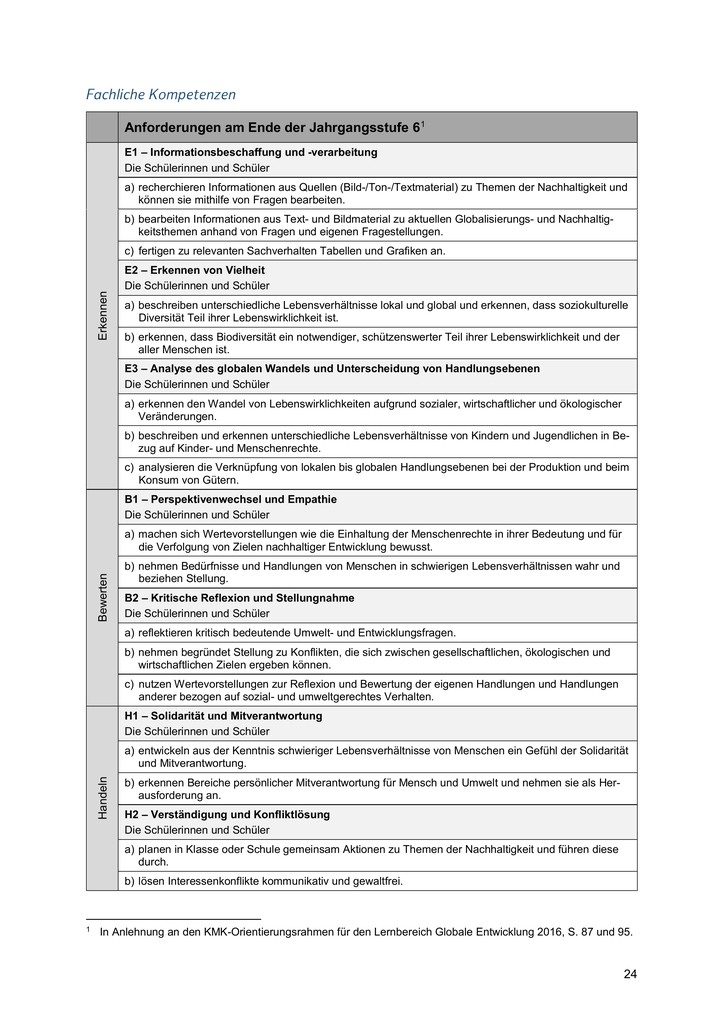 Fachliche Kompetenzen
Anforderungen am Ende der Jahrgangsstufe 6¹
Erkennen
E1 – Informationsbeschaffung und -verarbeitung
Die Schülerinnen und Schüler
a) recherchieren Informationen aus Quellen (Bild-/Ton-/Textmaterial) zu Themen der Nachhaltigkeit und
können sie mithilfe von Fragen bearbeiten.
b) bearbeiten Informationen aus Text- und Bildmaterial zu aktuellen Globalisierungs- und Nachhaltig-
keitsthemen anhand von Fragen und eigenen Fragestellungen.
c) fertigen zu relevanten Sachverhalten Tabellen und Grafiken an.
E2 – Erkennen von Vielheit
Die Schülerinnen und Schüler
a) beschreiben unterschiedliche Lebensverhältnisse lokal und global und erkennen, dass soziokulturelle
Diversität Teil ihrer Lebenswirklichkeit ist.
b) erkennen, dass Biodiversität ein notwendiger, schützenswerter Teil ihrer Lebenswirklichkeit und der
aller Menschen ist.
E3 – Analyse des globalen Wandels und Unterscheidung von Handlungsebenen
Die Schülerinnen und Schüler
a) erkennen den Wandel von Lebenswirklichkeiten aufgrund sozialer, wirtschaftlicher und ökologischer
Veränderungen.
b) beschreiben und erkennen unterschiedliche Lebensverhältnisse von Kindern und Jugendlichen in Be-
zug auf Kinder- und Menschenrechte.
c) analysieren die Verknüpfung von lokalen bis globalen Handlungsebenen bei der Produktion und beim
Konsum von Gütern.
Bewerten
B1 – Perspektivenwechsel und Empathie
Die Schülerinnen und Schüler
a) machen sich Wertevorstellungen wie die Einhaltung der Menschenrechte in ihrer Bedeutung und für
die Verfolgung von Zielen nachhaltiger Entwicklung bewusst.
b) nehmen Bedürfnisse und Handlungen von Menschen in schwierigen Lebensverhältnissen wahr und
beziehen Stellung.
B2 – Kritische Reflexion und Stellungnahme
Die Schülerinnen und Schüler
a) reflektieren kritisch bedeutende Umwelt- und Entwicklungsfragen.
b) nehmen begründet Stellung zu Konflikten, die sich zwischen gesellschaftlichen, ökologischen und
wirtschaftlichen Zielen ergeben können.
c) nutzen Wertevorstellungen zur Reflexion und Bewertung der eigenen Handlungen und Handlungen
anderer bezogen auf sozial- und umweltgerechtes Verhalten.
Handeln
H1 – Solidarität und Mitverantwortung
Die Schülerinnen und Schüler
a) entwickeln aus der Kenntnis schwieriger Lebensverhältnisse von Menschen ein Gefühl der Solidarität
und Mitverantwortung.
b) erkennen Bereiche persönlicher Mitverantwortung für Mensch und Umwelt und nehmen sie als Her-
ausforderung an.
H2 – Verständigung und Konfliktlösung
Die Schülerinnen und Schüler
a) planen in Klasse oder Schule gemeinsam Aktionen zu Themen der Nachhaltigkeit und führen diese
durch.
b) lösen Interessenkonflikte kommunikativ und gewaltfrei.
¹ In Anlehnung an den KMK-Orientierungsrahmen für den Lernbereich Globale Entwicklung 2016, S. 87 und 95.
24